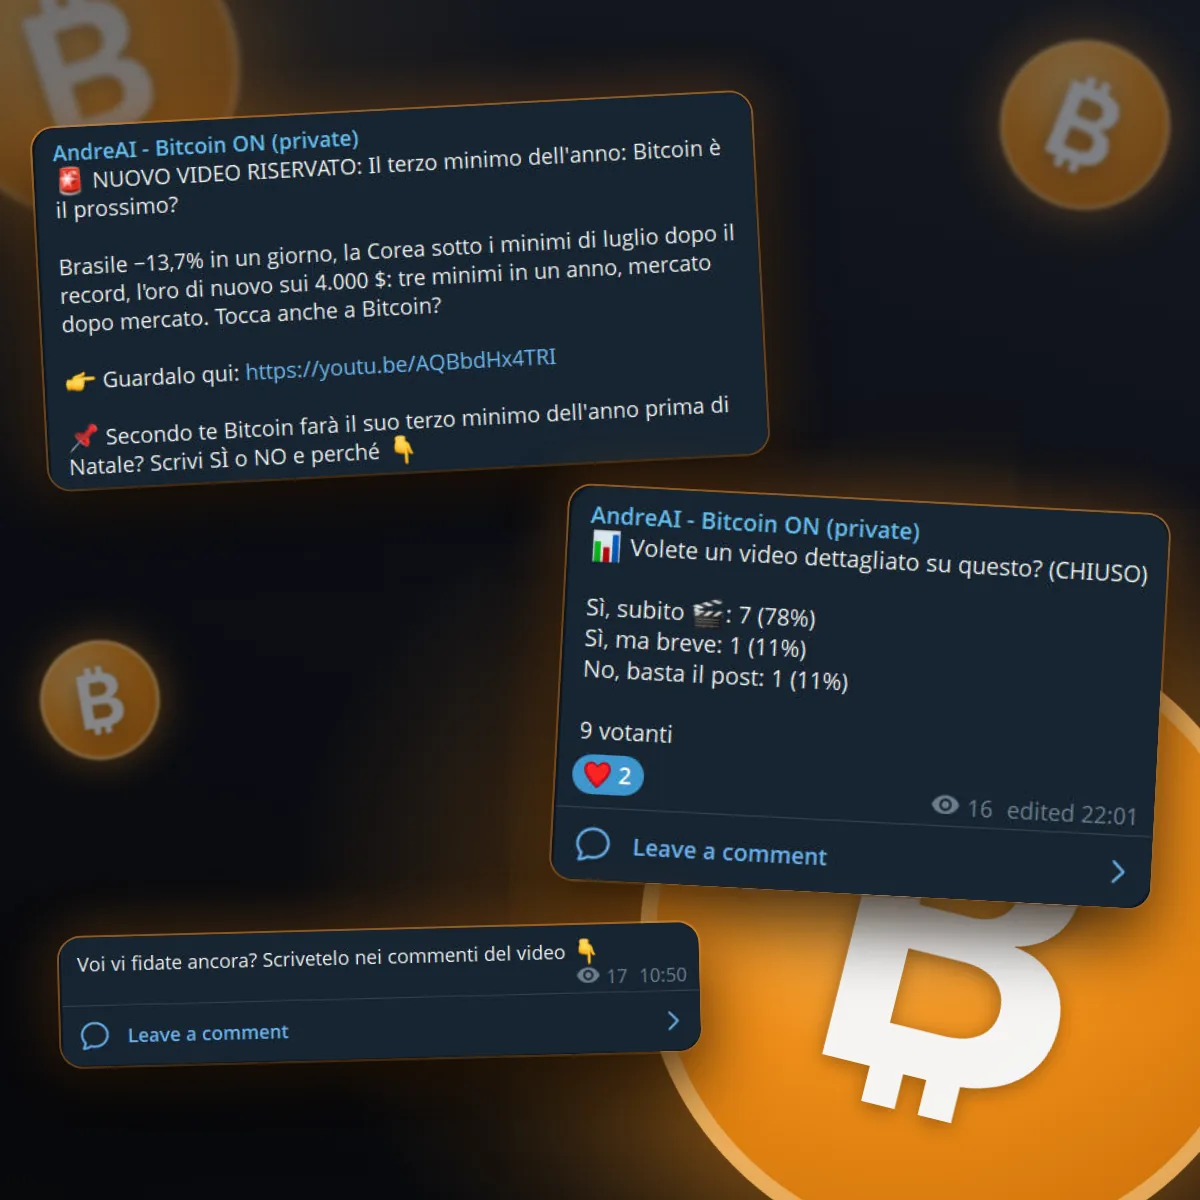 AndreAI - Bitcoin ON (private)
🚨 NUOVO VIDEO RISERVATO: Il terzo minimo dell'anno: Bitcoin è
il prossimo?
Brasile −13,7% in un giorno, la Corea sotto i minimi di luglio dopo il
record, l'oro di nuovo sui 4.000 $: tre minimi in un anno, mercato
dopo mercato. Tocca anche a Bitcoin?
👉 Guardalo qui: https://youtu.be/AQBbdHx4TRI
📌 Secondo te Bitcoin farà il suo terzo minimo dell'anno prima di
Natale? Scrivi SÌ o NO e perché 👇
AndreAI - Bitcoin ON (private)
📊 Volete un video dettagliato su questo? (CHIUSO)
Sì, subito 🎬: 7 (78%)
Sì, ma breve: 1 (11%)
No, basta il post: 1 (11%)
9 votanti
❤️ 2
16 edited 22:01
Leave a comment
Voi vi fidate ancora? Scrivetelo nei commenti del video 👇
17 10:50
Leave a comment